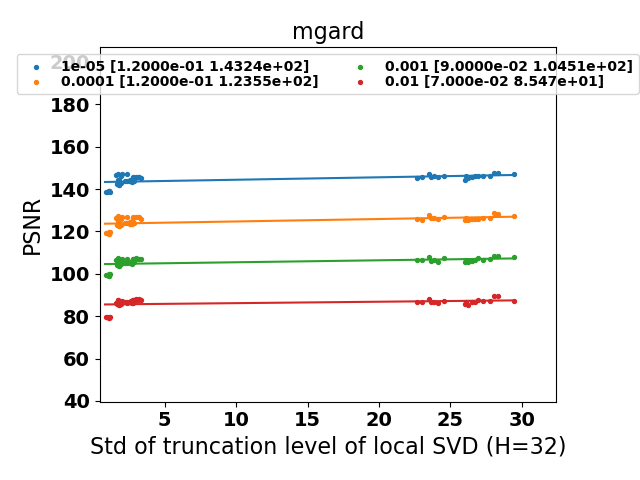 mgard
1e-05 [1.2000e-01 1.4324e+02]
0.0001 [1.2000e-01 1.2355e+02]
0.001 [9.0000e-02 1.0451e+02]
0.01 [7.000e-02 8.547e+01]
PSNR
200
180
160
140
120
100
80
60
40
5 10 15 20 25 30
Std of truncation level of local SVD (H=32)